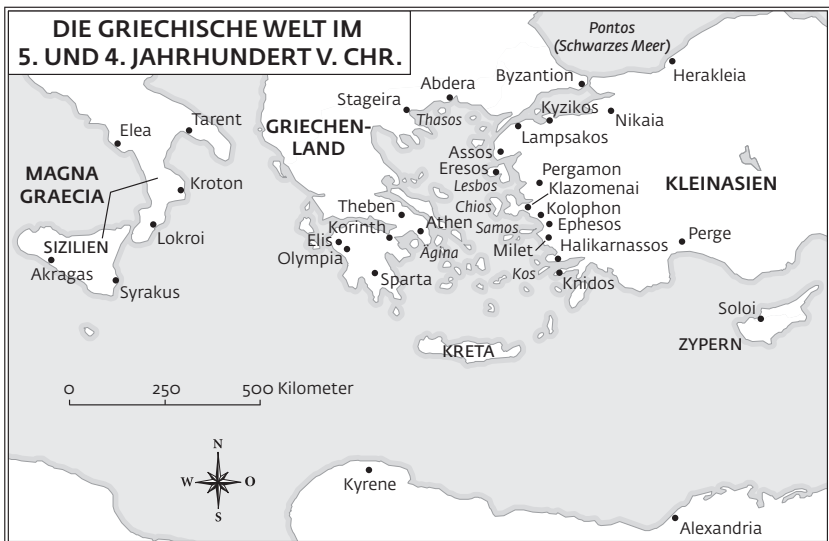 DIE GRIECHISCHE WELT IM
5. UND 4. JAHRHUNDERT V. CHR.
Pontos
(Schwarzes Meer)
Byzantion
Herakleia
Abdera
Stageira
Thasos
Kyzikos
Nikaia
Lampsakos
Elea
Tarent
GRIECHEN-
LAND
Assos
Eresos
Lesbos
Pergamon
Klazomenai
KLEINASIEN
MAGNA
GRAECIA
Kroton
Theben
Chios
Kolophon
Athen
Samos
Ephesos
Korinth
Elis
Olympia
Ägina
Milet
Halikarnassos
Perge
Lokroi
SIZILIEN
Akragas
Syrakus
Sparta
Kos
Knidos
Soloi
ZYPERN
KRETA
0 250 500 Kilometer
N
W O
S
Kyrene
Alexandria